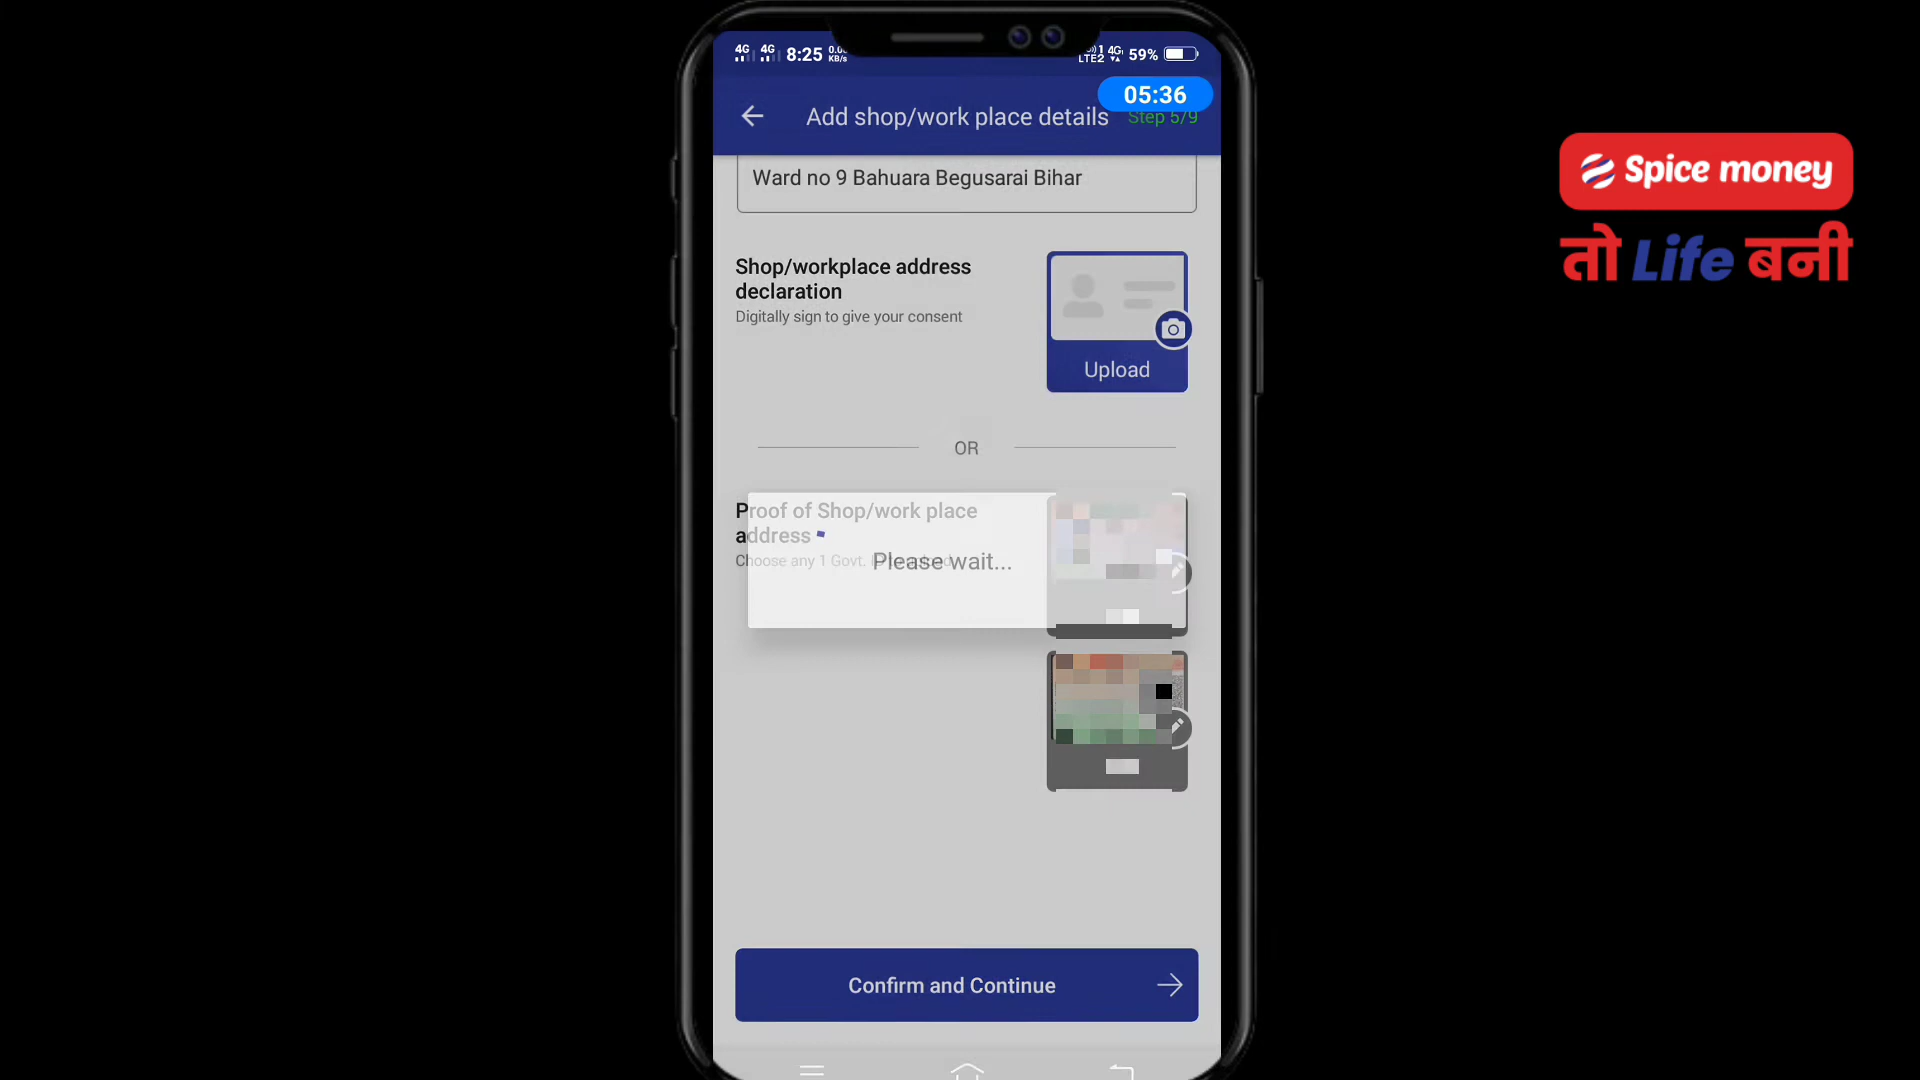 4G 4G 8:25 0.00 KB/s
LTE2 4G 59%
05:36
Add shop/work place details
Step 5/9
Spice money
तो Life बनी
Ward no 9 Bahuara Begusarai Bihar
Shop/workplace address
declaration
Digitally sign to give your consent
Upload
OR
Proof of Shop/work place
address
Choose any 1 Govt.
Please wait...
Confirm and Continue